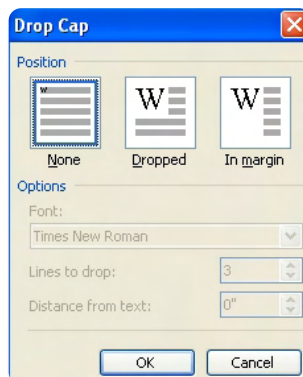 Drop Cap
Position
W W W
None Dropped In margin
Options
Font:
Times New Roman
Lines to drop: 3
Distance from text: 0"
OK Cancel